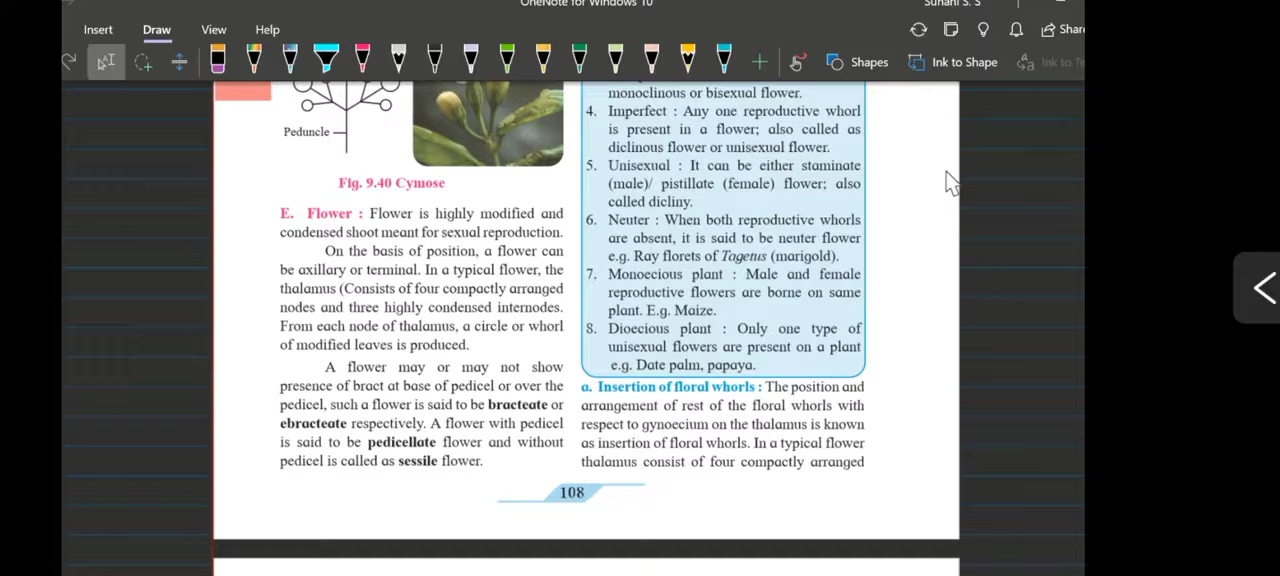 OneNote for Windows 10
Suhani S. S
Insert
Draw
View
Help
Share
Shapes
Ink to Shape
Ink to
Peduncle
Fig. 9.40 Cymose
E. Flower : Flower is highly modified and
condensed shoot meant for sexual reproduction.
On the basis of position, a flower can
be axillary or terminal. In a typical flower, the
thalamus (Consists of four compactly arranged
nodes and three highly condensed internodes.
From each node of thalamus, a circle or whorl
of modified leaves is produced.
A flower may or may not show
presence of bract at base of pedicel or over the
pedicel, such a flower is said to be bracteate or
ebracteate respectively. A flower with pedicel
is said to be pedicellate flower and without
pedicel is called as sessile flower.
monoclinous or bisexual flower.
4. Imperfect : Any one reproductive whorl
is present in a flower; also called as
diclinous flower or unisexual flower.
5. Unisexual : It can be either staminate
(male)/ pistillate (female) flower; also
called dicliny.
6. Neuter : When both reproductive whorls
are absent, it is said to be neuter flower
e.g. Ray florets of Tagetus (marigold).
7. Monoecious plant : Male and female
reproductive flowers are borne on same
plant. E.g. Maize.
8. Dioecious plant : Only one type of
unisexual flowers are present on a plant
e.g. Date palm, papaya.
a. Insertion of floral whorls : The position and
arrangement of rest of the floral whorls with
respect to gynoecium on the thalamus is known
as insertion of floral whorls. In a typical flower
thalamus consist of four compactly arranged
108